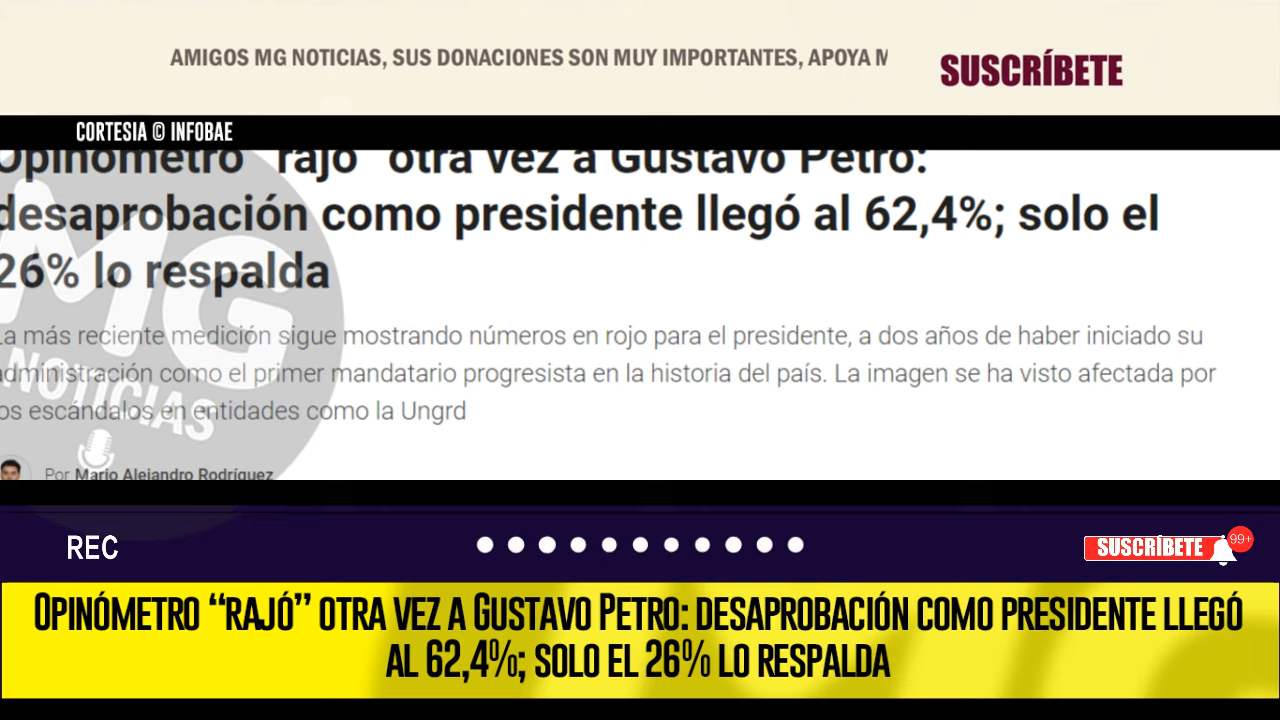 AMIGOS MG NOTICIAS, SUS DONACIONES SON MUY IMPORTANTES, APOYA M
SUSCRÍBETE
CORTESIA © INFOBAE
Opinómetro "rajó" otra vez a Gustavo Petro:
desaprobación como presidente llegó al 62,4%; solo el
26% lo respalda
La más reciente medición sigue mostrando números en rojo para el presidente, a dos años de haber iniciado su
administración como el primer mandatario progresista en la historia del país. La imagen se ha visto afectada por
los escándalos en entidades como la Ungrd
Por Mario Alejandro Rodríguez
MG
NOTICIAS
REC
SUSCRÍBETE
99+
OPINÓMETRO “RAJÓ” OTRA VEZ A GUSTAVO PETRO: DESAPROBACIÓN COMO PRESIDENTE LLEGÓ
AL 62,4%; SOLO EL 26% LO RESPALDA